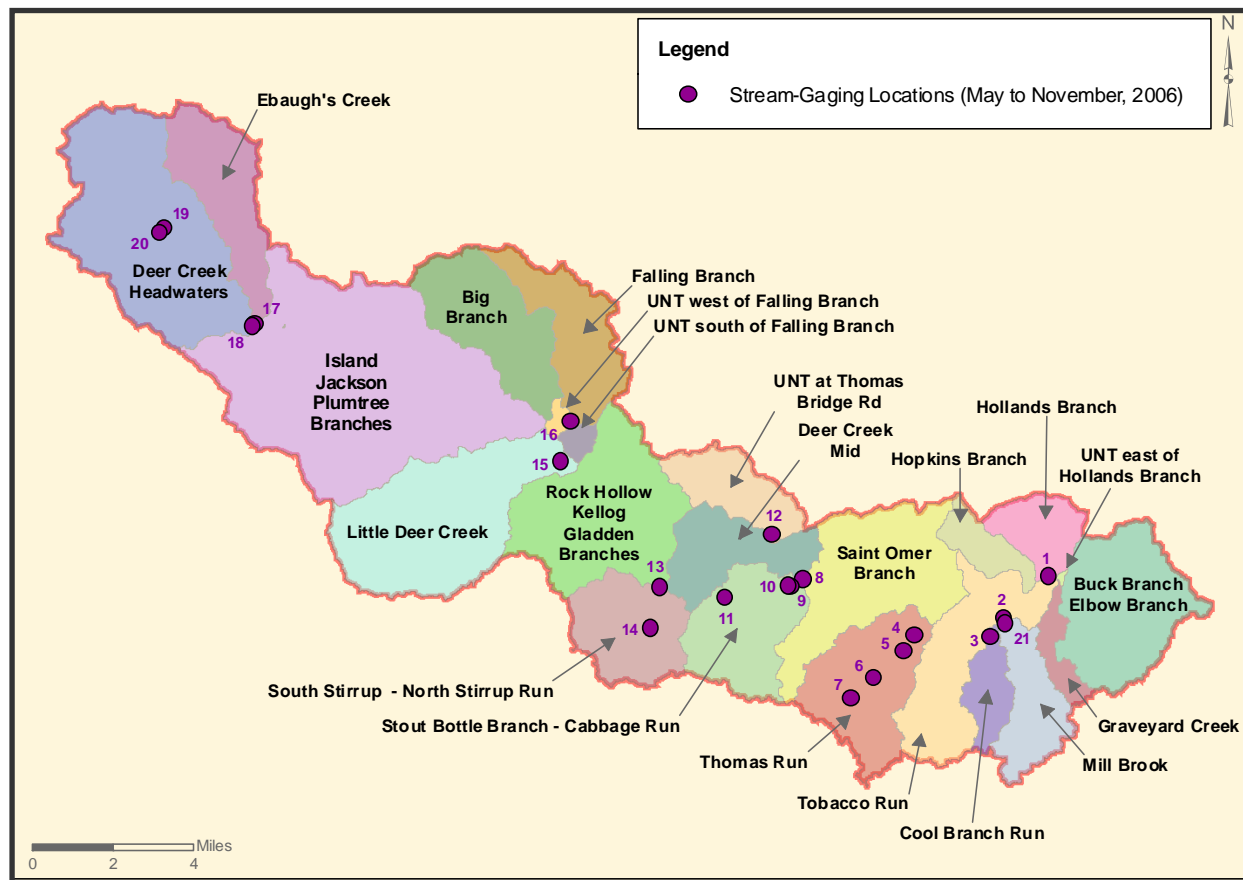 N
Legend
Stream-Gaging Locations (May to November, 2006)
Ebaugh's Creek
19
20
Deer Creek
Headwaters
17
18
Falling Branch
UNT west of Falling Branch
UNT south of Falling Branch
Big
Branch
Island
Jackson
Plumtree
Branches
16
15
UNT at Thomas
Bridge Rd
Deer Creek
Mid
Hollands Branch
Hopkins Branch
UNT east of
Hollands Branch
Little Deer Creek
Rock Hollow
Kellog
Gladden
Branches
12
Saint Omer
Branch
1
Buck Branch
Elbow Branch
13
10
8
9
11
2
14
4
3
21
5
6
7
South Stirrup - North Stirrup Run
Stout Bottle Branch - Cabbage Run
Graveyard Creek
Thomas Run
Mill Brook
Tobacco Run
Cool Branch Run
Miles
0
2
4